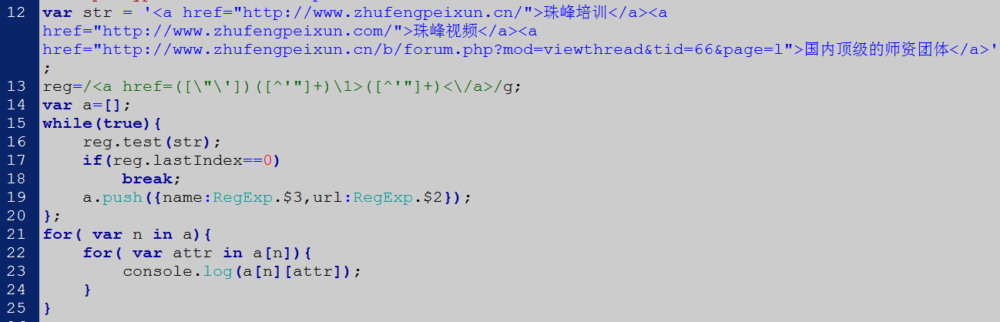 12 var str = '<a href="http://www.zhufengpeixun.cn/">珠峰培训</a><a
href="http://www.zhufengpeixun.com/">珠峰视频</a><a
href="http://www.zhufengpeixun.cn/b/forum.php?mod=viewthread&tid=66&page=1">国内顶级的师资团体</a>'
;
13 reg=/<a href=([\"\'])([^'"]+)\1>([^'"]+)<\/a>/g;
14 var a=[];
15 while(true){
16 reg.test(str);
17 if(reg.lastIndex==0)
18 break;
19 a.push({name:RegExp.$3,url:RegExp.$2});
20 };
21 for( var n in a){
22 for( var attr in a[n]){
23 console.log(a[n][attr]);
24 }
25 }